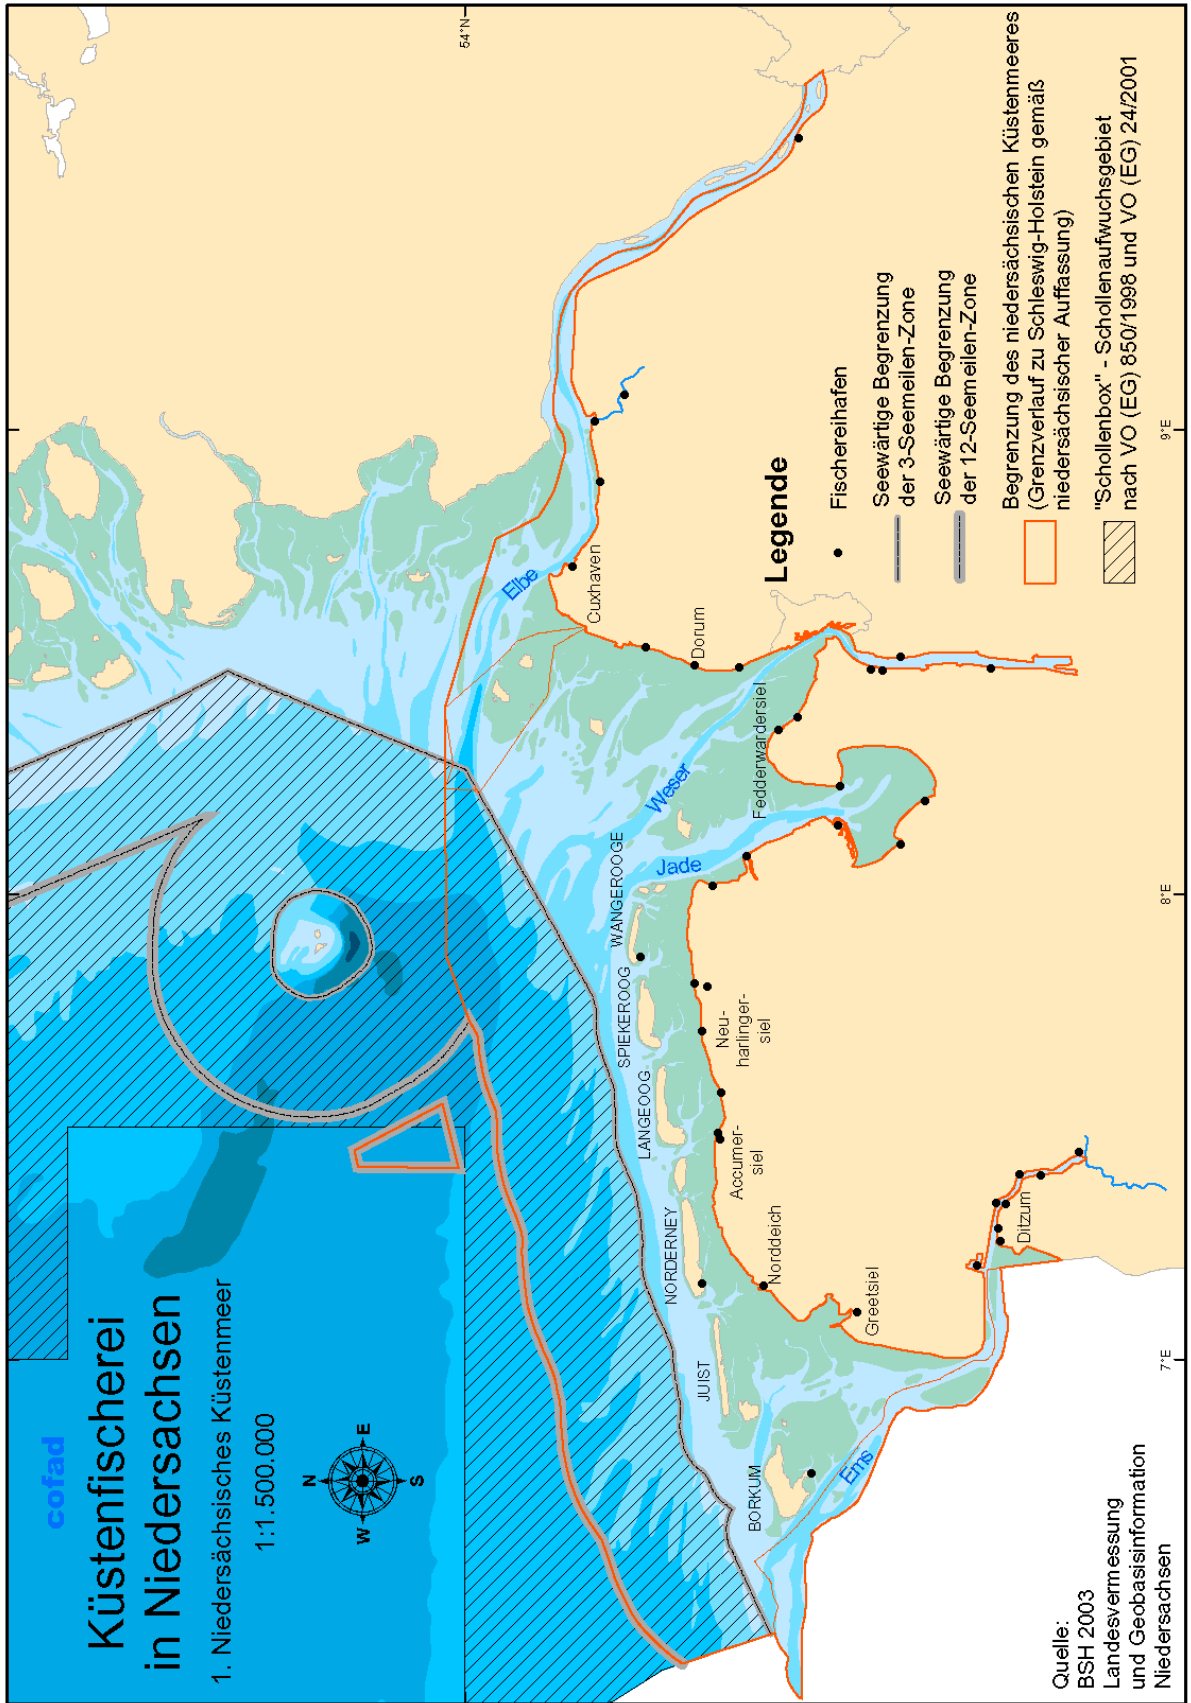 cofad
Küstenfischerei
in Niedersachsen
1. Niedersächsisches Küstenmeer
1:1.500.000
N
W
E
S
54°N
Elbe
Cuxhaven
Dorum
Weser
Fedderwardersiel
Jade
WANGEROOGE
SPIEKEROOG
LANGEOOG
NORDERNEY
JUIST
BORKUM
Neu-
harlinger-
siel
Accumer-
siel
Norddeich
Greetsiel
Ems
Ditzum
7°E
8°E
9°E
Quelle:
BSH 2003
Landesvermessung
und Geobasisinformation
Niedersachsen
Legende
Fischereihafen
Seewärtige Begrenzung
der 3-Seemeilen-Zone
Seewärtige Begrenzung
der 12-Seemeilen-Zone
Begrenzung des niedersächsischen Küstenmeeres
(Grenzverlauf zu Schleswig-Holstein gemäß
niedersächsischer Auffassung)
"Schollenbox" - Schollenaufwuchsgebiet
nach VO (EG) 850/1998 und VO (EG) 24/2001